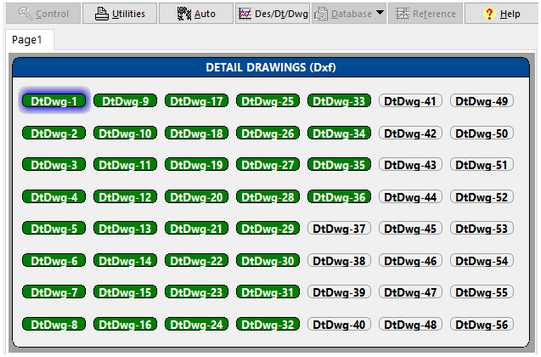 Control Utilities Auto Des/Dt/Dwg Database Reference ? Help
Page1
DETAIL DRAWINGS (Dxf)
DtDwg-1 DtDwg-9 DtDwg-17 DtDwg-25 DtDwg-33 DtDwg-41 DtDwg-49
DtDwg-2 DtDwg-10 DtDwg-18 DtDwg-26 DtDwg-34 DtDwg-42 DtDwg-50
DtDwg-3 DtDwg-11 DtDwg-19 DtDwg-27 DtDwg-35 DtDwg-43 DtDwg-51
DtDwg-4 DtDwg-12 DtDwg-20 DtDwg-28 DtDwg-36 DtDwg-44 DtDwg-52
DtDwg-5 DtDwg-13 DtDwg-21 DtDwg-29 DtDwg-37 DtDwg-45 DtDwg-53
DtDwg-6 DtDwg-14 DtDwg-22 DtDwg-30 DtDwg-38 DtDwg-46 DtDwg-54
DtDwg-7 DtDwg-15 DtDwg-23 DtDwg-31 DtDwg-39 DtDwg-47 DtDwg-55
DtDwg-8 DtDwg-16 DtDwg-24 DtDwg-32 DtDwg-40 DtDwg-48 DtDwg-56